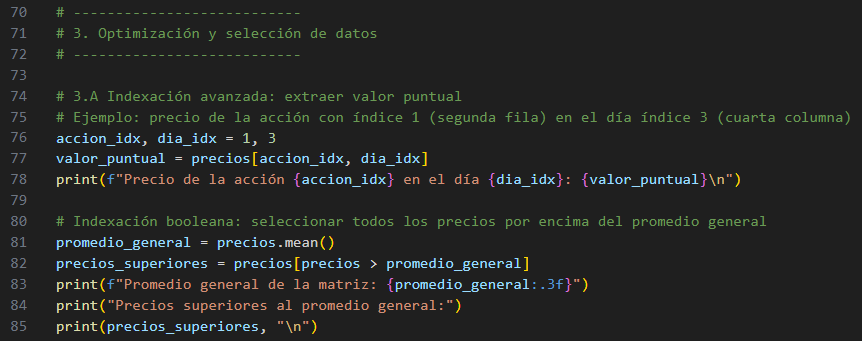 70 # ----------------------------
71 # 3. Optimización y selección de datos
72 # ----------------------------
73
74 # 3.A Indexación avanzada: extraer valor puntual
75 # Ejemplo: precio de la acción con índice 1 (segunda fila) en el día índice 3 (cuarta columna)
76 accion_idx, dia_idx = 1, 3
77 valor_puntual = precios[accion_idx, dia_idx]
78 print(f"Precio de la acción {accion_idx} en el día {dia_idx}: {valor_puntual}\n")
79
80 # Indexación booleana: seleccionar todos los precios por encima del promedio general
81 promedio_general = precios.mean()
82 precios_superiores = precios[precios > promedio_general]
83 print(f"Promedio general de la matriz: {promedio_general:.3f}")
84 print("Precios superiores al promedio general:")
85 print(precios_superiores, "\n")